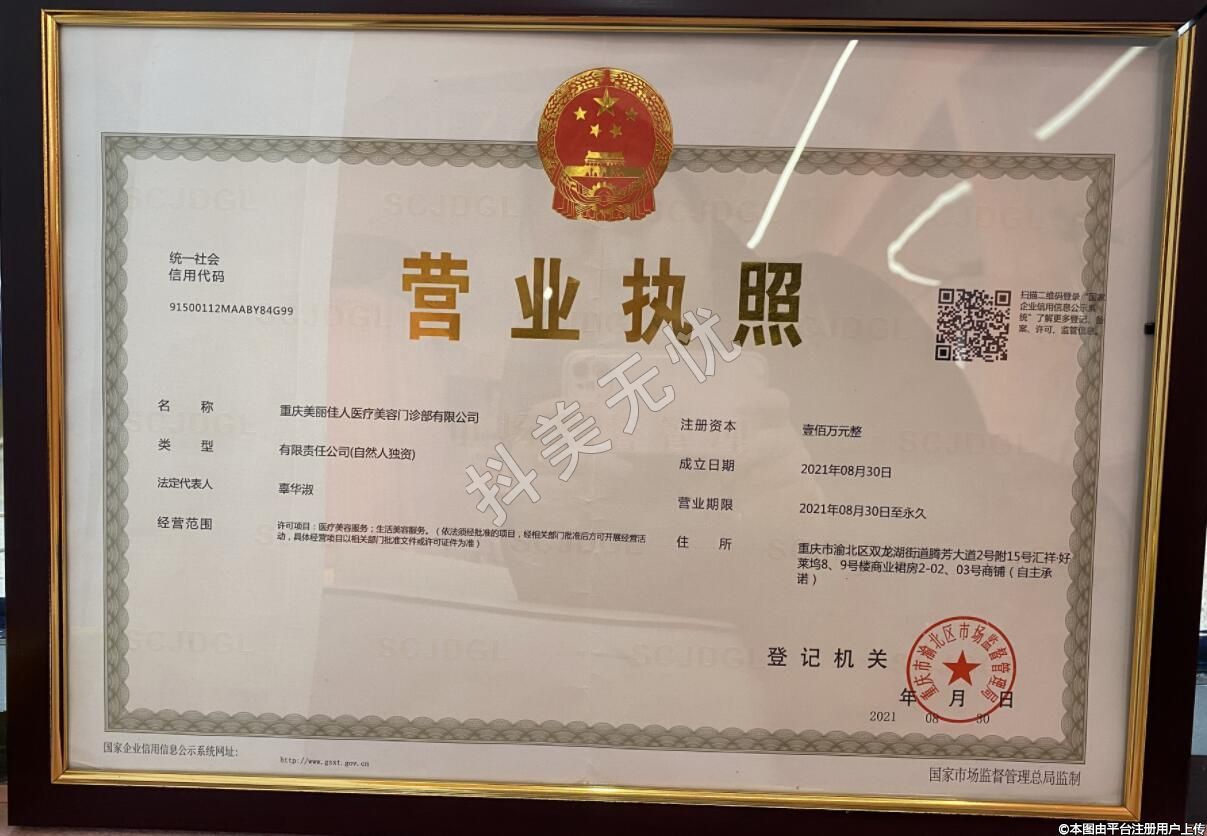 营业执照
统一社会
信用代码
91500112MAABY84G99
扫描二维码登录“国家
企业信用信息公示系
统”了解更多登记、备
案、许可、监管信息。
名 称 重庆美丽佳人医疗美容门诊部有限公司
类 型 有限责任公司(自然人独资)
法定代表人 辜华淑
经营范围 许可项目：医疗美容服务；生活美容服务。（依法须经批准的项目，经相关部门批准后方可开展经营活
动，具体经营项目以相关部门批准文件或许可证件为准）
注册资本 壹佰万元整
成立日期 2021年08月30日
营业期限 2021年08月30日至永久
住 所 重庆市渝北区双龙湖街道腾芳大道2号附15号汇祥·好
莱坞8、9号楼商业裙房2-02、03号商铺（自主承
诺）
抖美无忧
登记机关
重庆市渝北区市场监督管理局
年 月 日
2021 08 30
国家企业信用信息公示系统网址：
http://www.gsxt.gov.cn
国家市场监督管理总局监制
©本图由平台注册用户上传
SCJDGL
SCJDGL
SCJDGL
SCJDGL
SCJDGL
SCJDGL